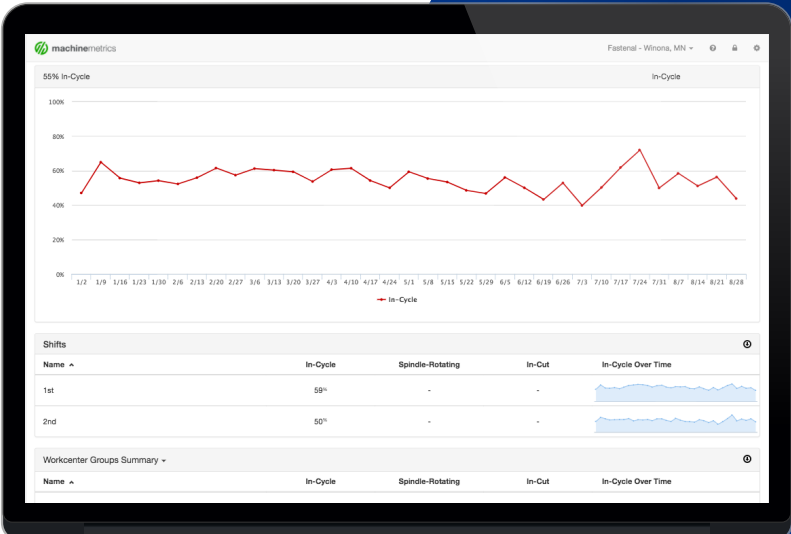 machinemetrics Fastenal - Winona, MN
55% In-Cycle In-Cycle
100%
80%
60%
40%
20%
0%
1/2 1/9 1/16 1/23 1/30 2/6 2/13 2/20 2/27 3/6 3/13 3/20 3/27 4/3 4/10 4/17 4/24 5/1 5/8 5/15 5/22 5/29 6/5 6/12 6/19 6/26 7/3 7/10 7/17 7/24 7/31 8/7 8/14 8/21 8/28
In-Cycle
Shifts
Name In-Cycle Spindle-Rotating In-Cut In-Cycle Over Time
1st 59% - -
2nd 50% - -
Workcenter Groups Summary
Name In-Cycle Spindle-Rotating In-Cut In-Cycle Over Time